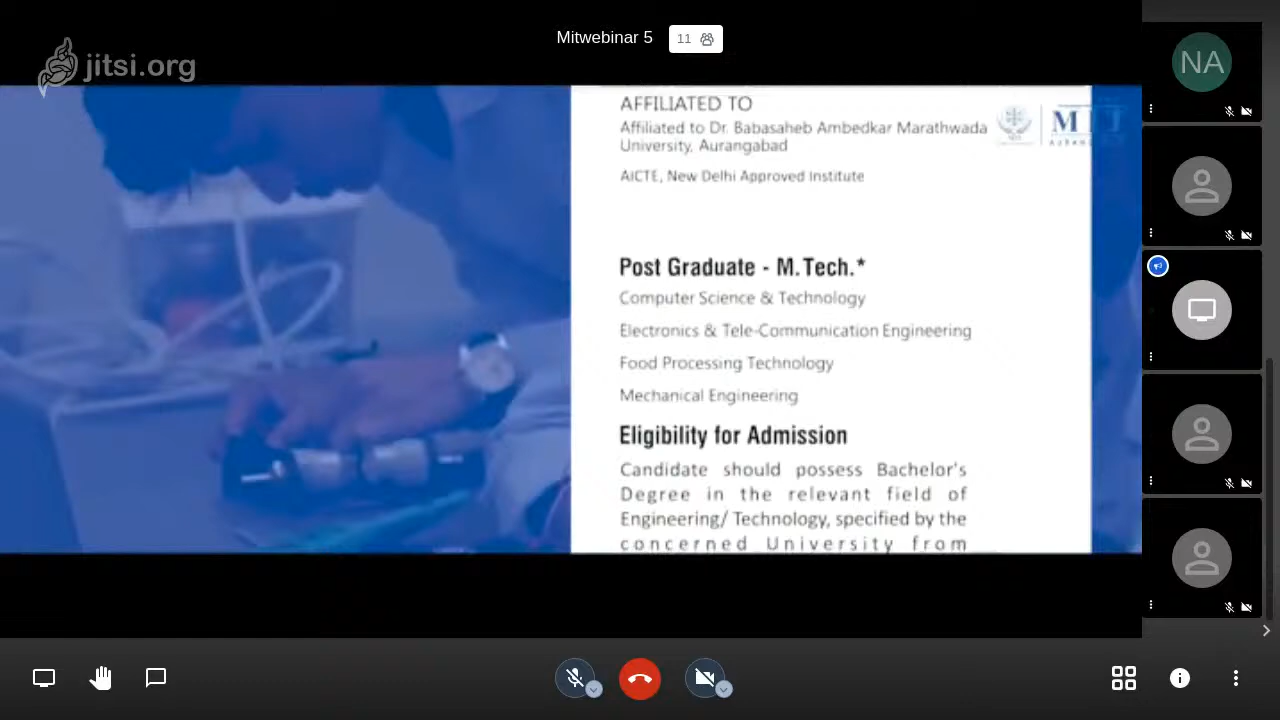 Mitwebinar 5
11
jitsi.org
NA
AFFILIATED TO
Affiliated to Dr. Babasaheb Ambedkar Marathwada
University, Aurangabad
AICTE, New Delhi Approved Institute
MIT
Post Graduate - M.Tech.*
Computer Science & Technology
Electronics & Tele-Communication Engineering
Food Processing Technology
Mechanical Engineering
Eligibility for Admission
Candidate should possess Bachelor's
Degree in the relevant field of
Engineering/ Technology, specified by the
concerned University from